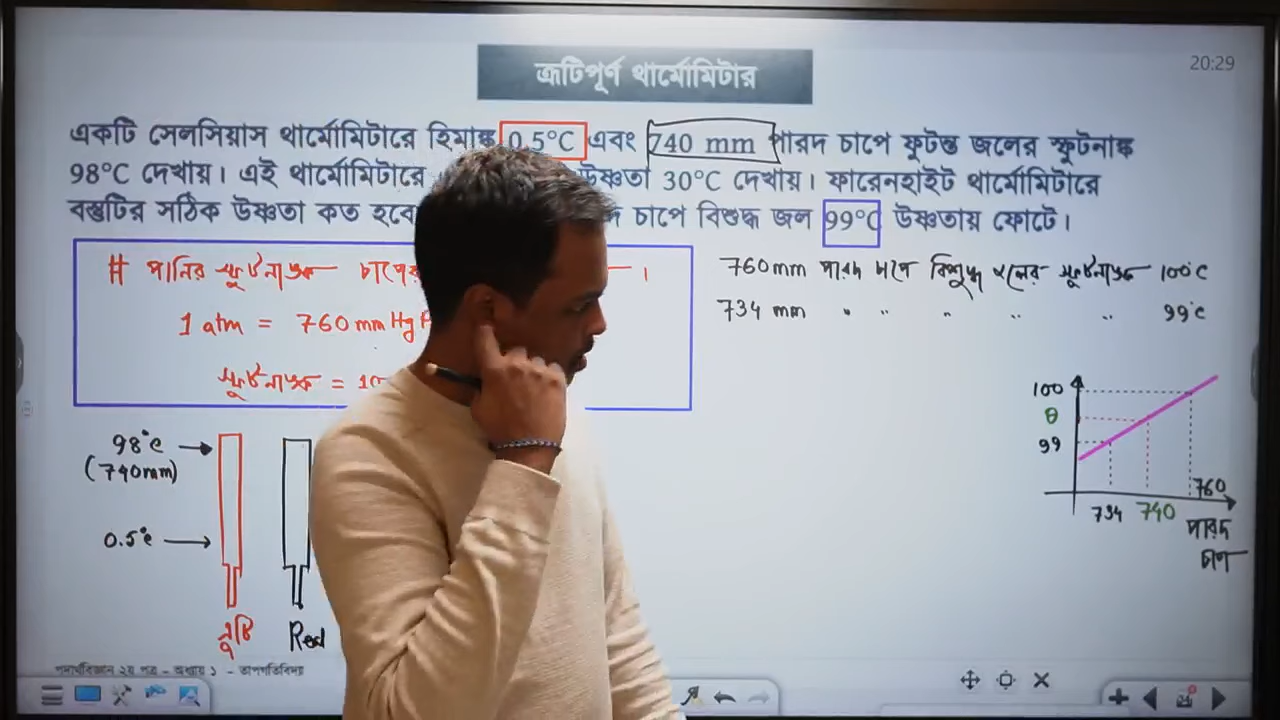 ত্রুটিপূর্ণ থার্মোমিটার
20:29
একটি সেলসিয়াস থার্মোমিটারে হিমাঙ্ক 0.5°C এবং 740 mm পারদ চাপে ফুটন্ত জলের স্ফুটনাঙ্ক
98°C দেখায়। এই থার্মোমিটারে উষ্ণতা 30°C দেখায়। ফারেনহাইট থার্মোমিটারে
বস্তুটির সঠিক উষ্ণতা কত হবে চাপে বিশুদ্ধ জল 99°C উষ্ণতায় ফোটে।
# পানির স্ফুটনাঙ্ক চাপের ।
1 atm = 760 mm Hg P
স্ফুটনাঙ্ক = 10
760mm পারদ চাপে বিশুদ্ধ জলের স্ফুটনাঙ্ক 100°C
734 mm " " " " " 99°C
98°C
(740mm)
0.5°C
ত্রুটি
Real
100
θ
99
734 740 760
পারদ
চাপ
পদার্থবিজ্ঞান ২য় পত্র - অধ্যায় ১ - তাপগতিবিদ্যা